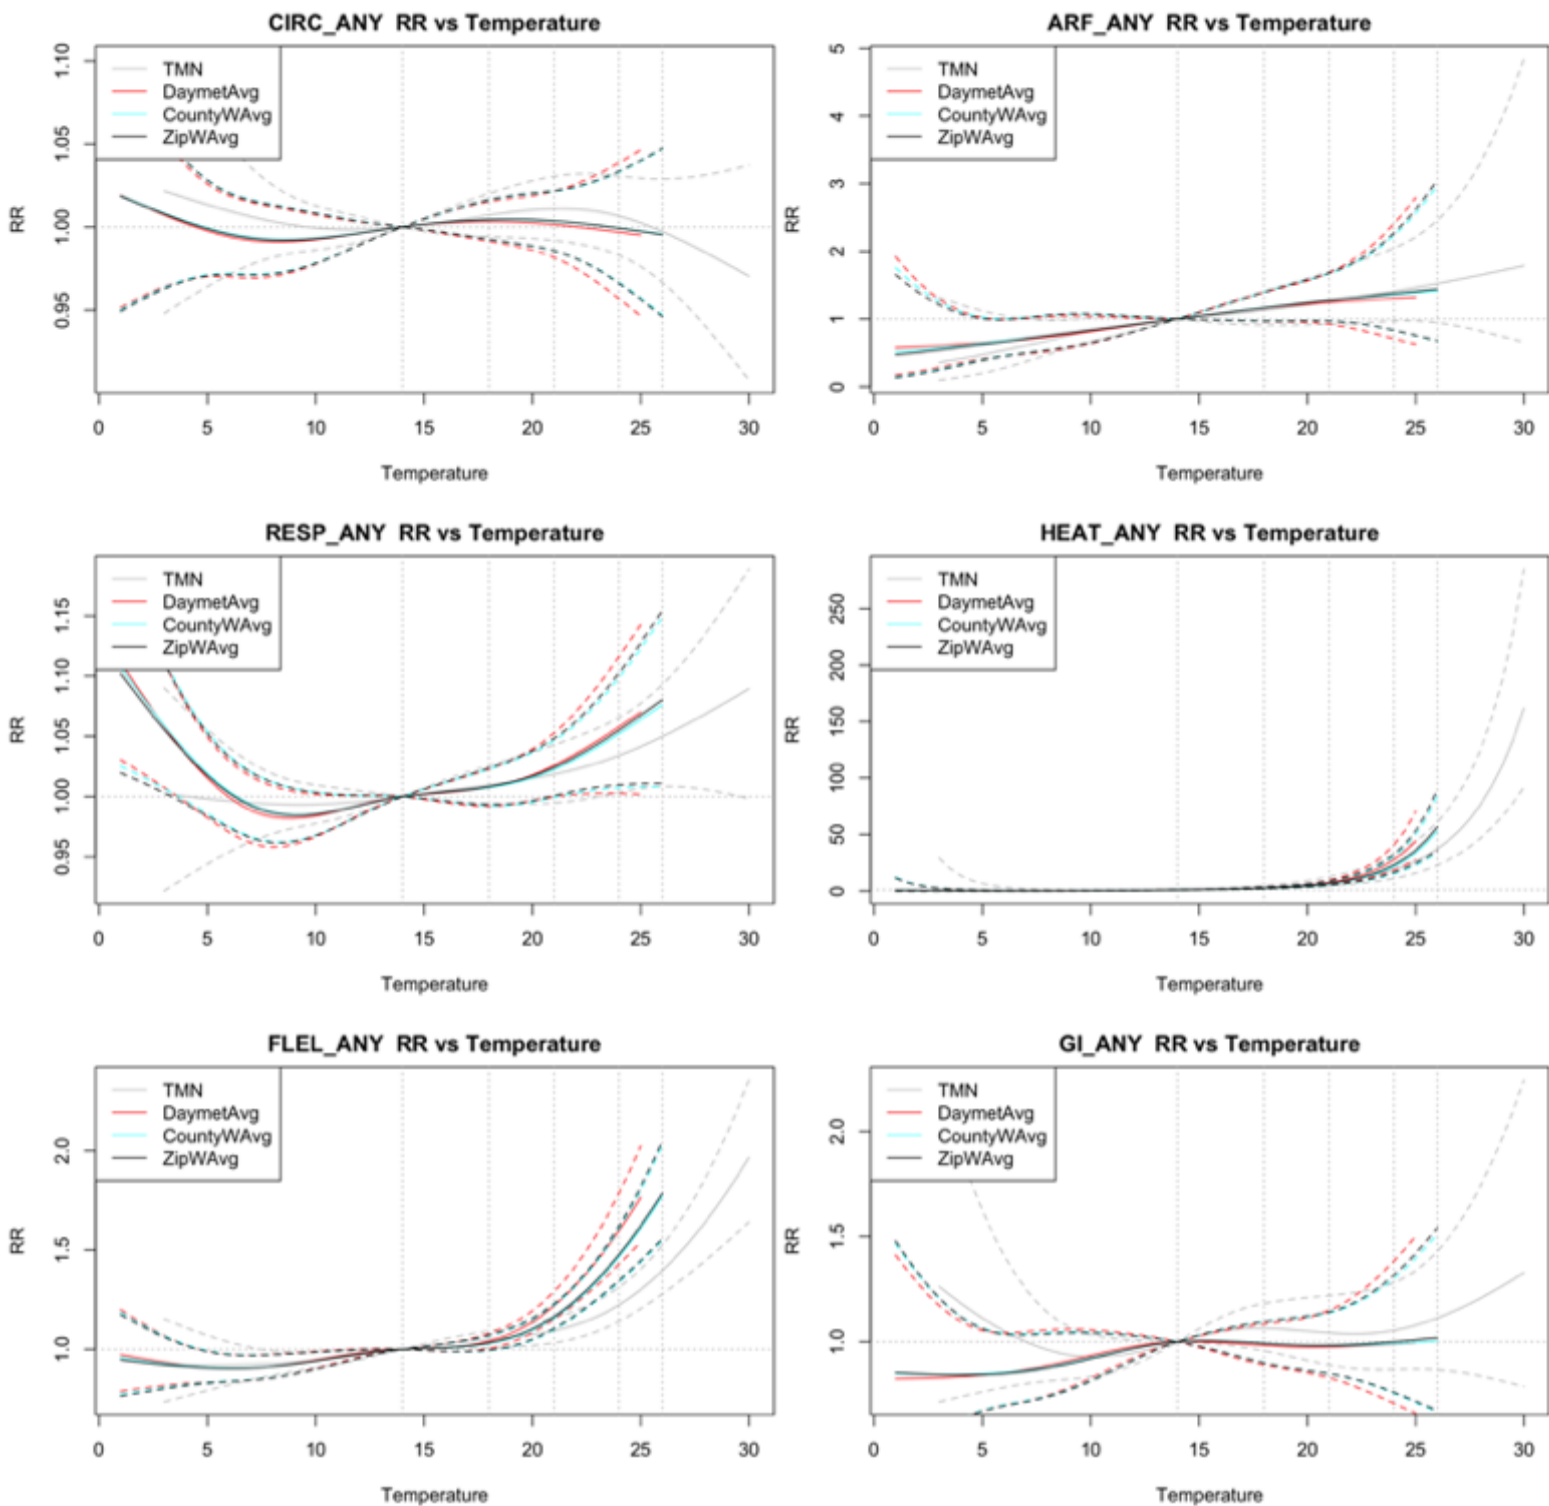 CIRC_ANY RR vs Temperature
TMN
DaymetAvg
CountyWAvg
ZipWAvg
RR
1.10
1.05
1.00
0.95
0 5 10 15 20 25 30
Temperature
ARF_ANY RR vs Temperature
TMN
DaymetAvg
CountyWAvg
ZipWAvg
RR
5
4
3
2
1
0
0 5 10 15 20 25 30
Temperature
RESP_ANY RR vs Temperature
TMN
DaymetAvg
CountyWAvg
ZipWAvg
RR
1.15
1.10
1.05
1.00
0.95
0 5 10 15 20 25 30
Temperature
HEAT_ANY RR vs Temperature
TMN
DaymetAvg
CountyWAvg
ZipWAvg
RR
250
200
150
100
50
0
0 5 10 15 20 25 30
Temperature
FLEL_ANY RR vs Temperature
TMN
DaymetAvg
CountyWAvg
ZipWAvg
RR
2.0
1.5
1.0
0 5 10 15 20 25 30
Temperature
GI_ANY RR vs Temperature
TMN
DaymetAvg
CountyWAvg
ZipWAvg
RR
2.0
1.5
1.0
0 5 10 15 20 25 30
Temperature